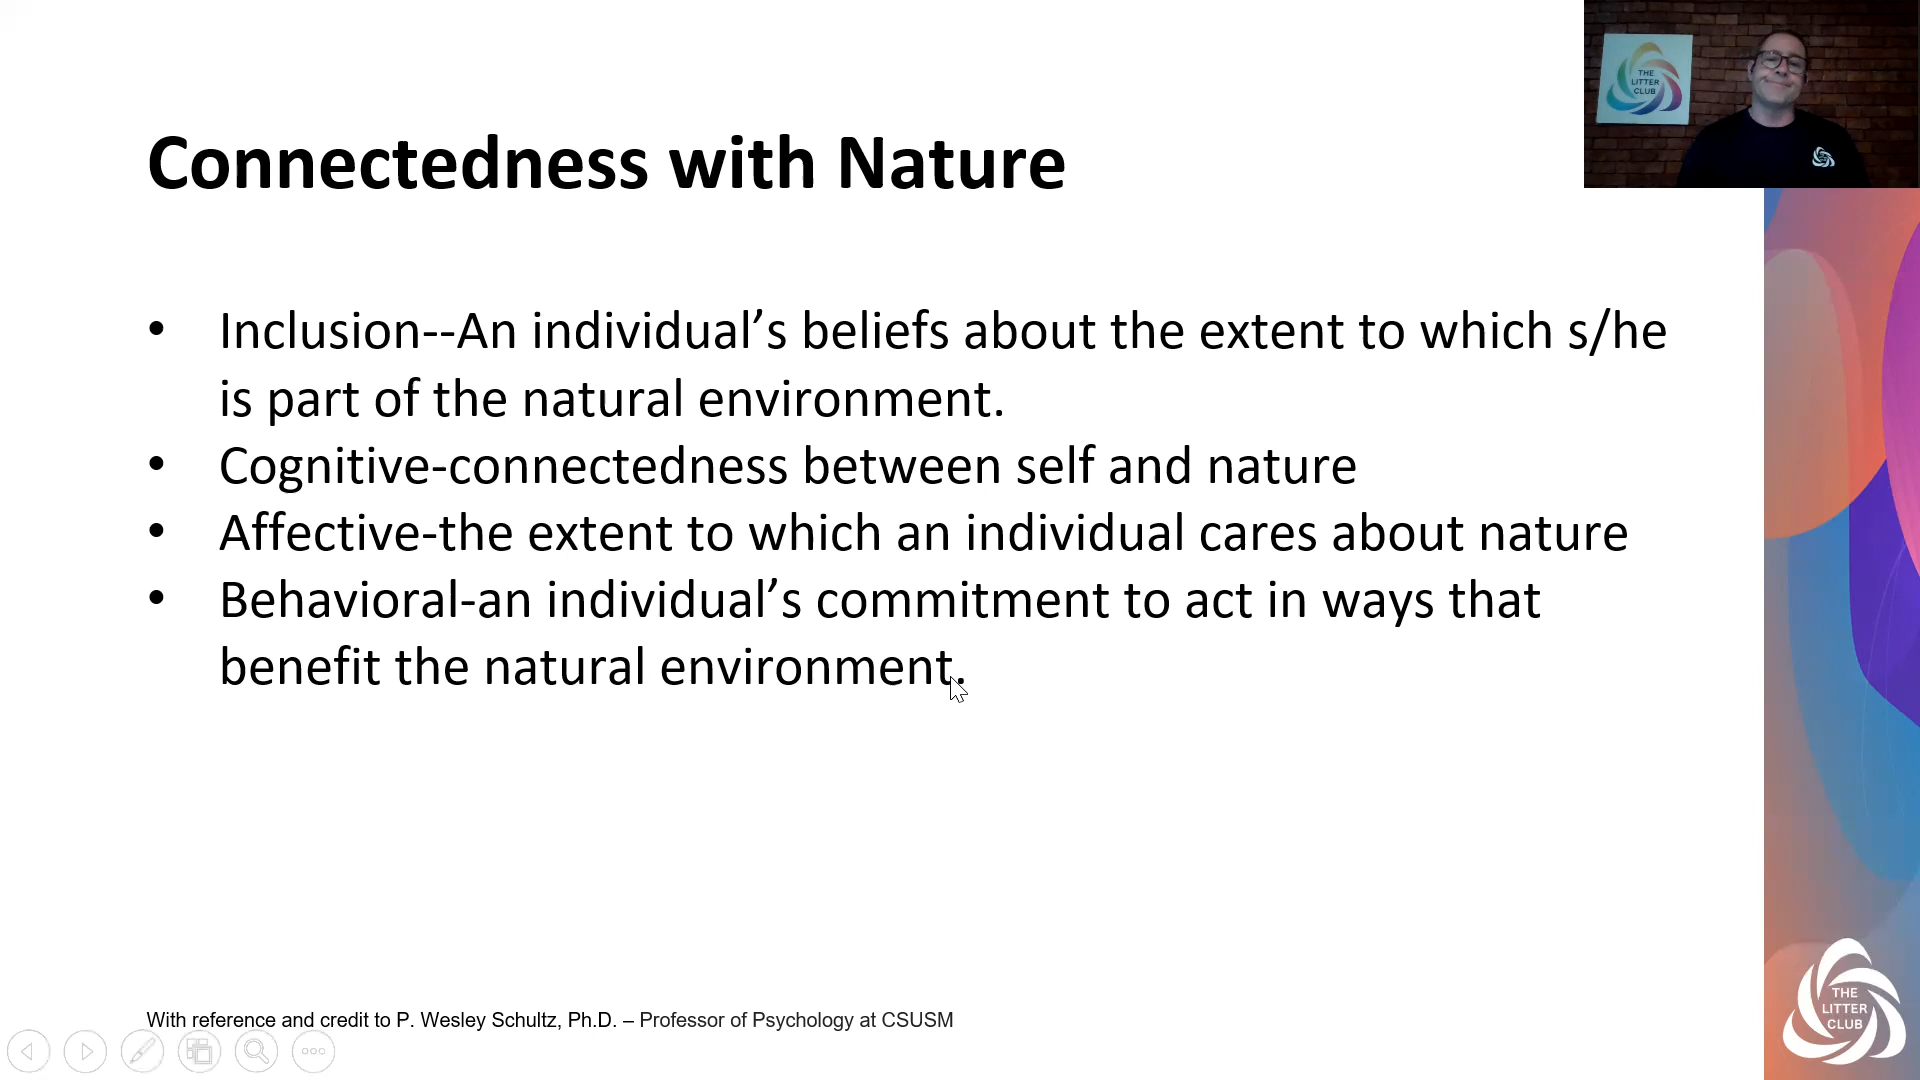 Connectedness with Nature
• Inclusion--An individual’s beliefs about the extent to which s/he
is part of the natural environment.
• Cognitive-connectedness between self and nature
• Affective-the extent to which an individual cares about nature
• Behavioral-an individual’s commitment to act in ways that
benefit the natural environment.
With reference and credit to P. Wesley Schultz, Ph.D. – Professor of Psychology at CSUSM
THE
LITTER
CLUB
THE
LITTER
CLUB